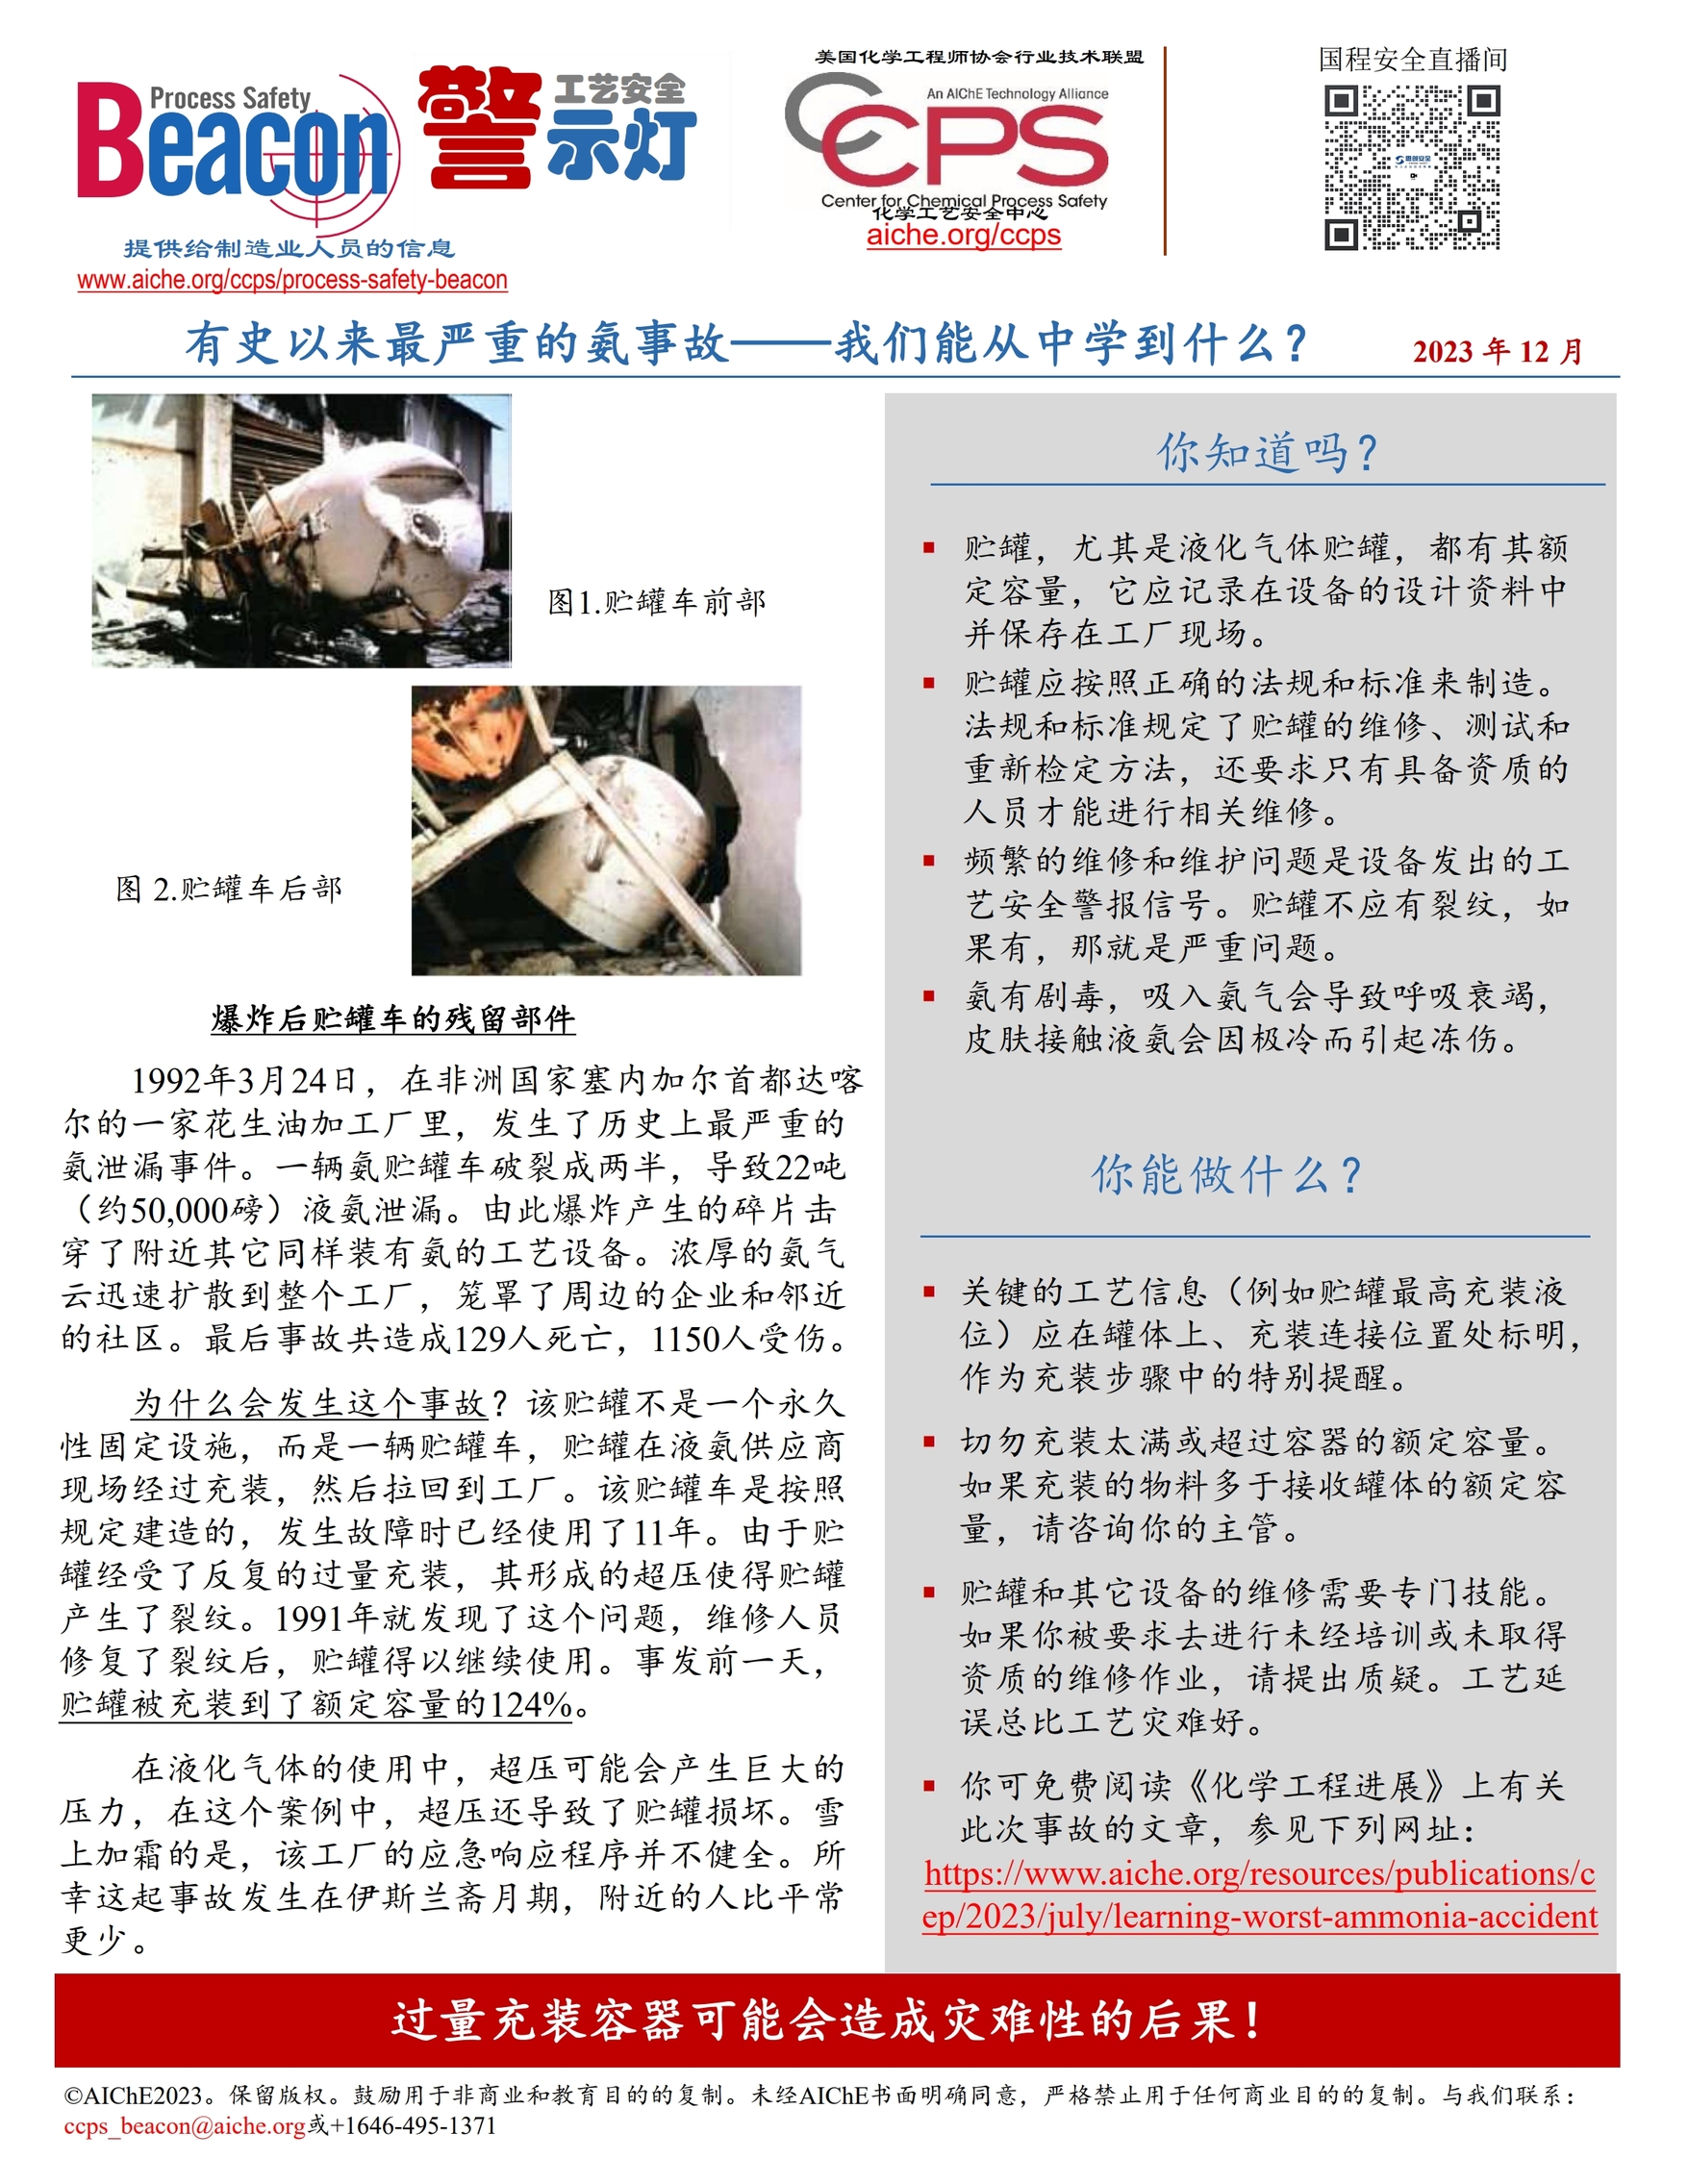 Process Safety
Beacon
警
工艺安全
示灯
提供给制造业人员的信息
www.aiche.org/ccps/process-safety-beacon
美国化学工程师协会行业技术联盟
An AIChE Technology Alliance
CCPS
Center for Chemical Process Safety
化学工艺安全中心
aiche.org/ccps
国程安全直播间
有史以来最严重的氨事故——我们能从中学到什么？
2023 年 12 月
图1.贮罐车前部
图 2.贮罐车后部
爆炸后贮罐车的残留部件
1992年3月24日，在非洲国家塞内加尔首都达喀
尔的一家花生油加工厂里，发生了历史上最严重的
氨泄漏事件。一辆氨贮罐车破裂成两半，导致22吨
（约50,000磅）液氨泄漏。由此爆炸产生的碎片击
穿了附近其它同样装有氨的工艺设备。浓厚的氨气
云迅速扩散到整个工厂，笼罩了周边的企业和邻近
的社区。最后事故共造成129人死亡，1150人受伤。
为什么会发生这个事故？该贮罐不是一个永久
性固定设施，而是一辆贮罐车，贮罐在液氨供应商
现场经过充装，然后拉回到工厂。该贮罐车是按照
规定建造的，发生故障时已经使用了11年。由于贮
罐经受了反复的过量充装，其形成的超压使得贮罐
产生了裂纹。1991年就发现了这个问题，维修人员
修复了裂纹后，贮罐得以继续使用。事发前一天，
贮罐被充装到了额定容量的124%。
在液化气体的使用中，超压可能会产生巨大的
压力，在这个案例中，超压还导致了贮罐损坏。雪
上加霜的是，该工厂的应急响应程序并不健全。所
幸这起事故发生在伊斯兰斋月期，附近的人比平常
更少。
你知道吗？
▪ 贮罐，尤其是液化气体贮罐，都有其额
定容量，它应记录在设备的设计资料中
并保存在工厂现场。
▪ 贮罐应按照正确的法规和标准来制造。
法规和标准规定了贮罐的维修、测试和
重新检定方法，还要求只有具备资质的
人员才能进行相关维修。
▪ 频繁的维修和维护问题是设备发出的工
艺安全警报信号。贮罐不应有裂纹，如
果有，那就是严重问题。
▪ 氨有剧毒，吸入氨气会导致呼吸衰竭，
皮肤接触液氨会因极冷而引起冻伤。
你能做什么？
▪ 关键的工艺信息（例如贮罐最高充装液
位）应在罐体上、充装连接位置处标明，
作为充装步骤中的特别提醒。
▪ 切勿充装太满或超过容器的额定容量。
如果充装的物料多于接收罐体的额定容
量，请咨询你的主管。
▪ 贮罐和其它设备的维修需要专门技能。
如果你被要求去进行未经培训或未取得
资质的维修作业，请提出质疑。工艺延
误总比工艺灾难好。
▪ 你可免费阅读《化学工程进展》上有关
此次事故的文章，参见下列网址：
https://www.aiche.org/resources/publications/c
ep/2023/july/learning-worst-ammonia-accident
过量充装容器可能会造成灾难性的后果！
©AIChE2023。保留版权。鼓励用于非商业和教育目的的复制。未经AIChE书面明确同意，严格禁止用于任何商业目的的复制。与我们联系：
ccps_beacon@aiche.org或+1646-495-1371